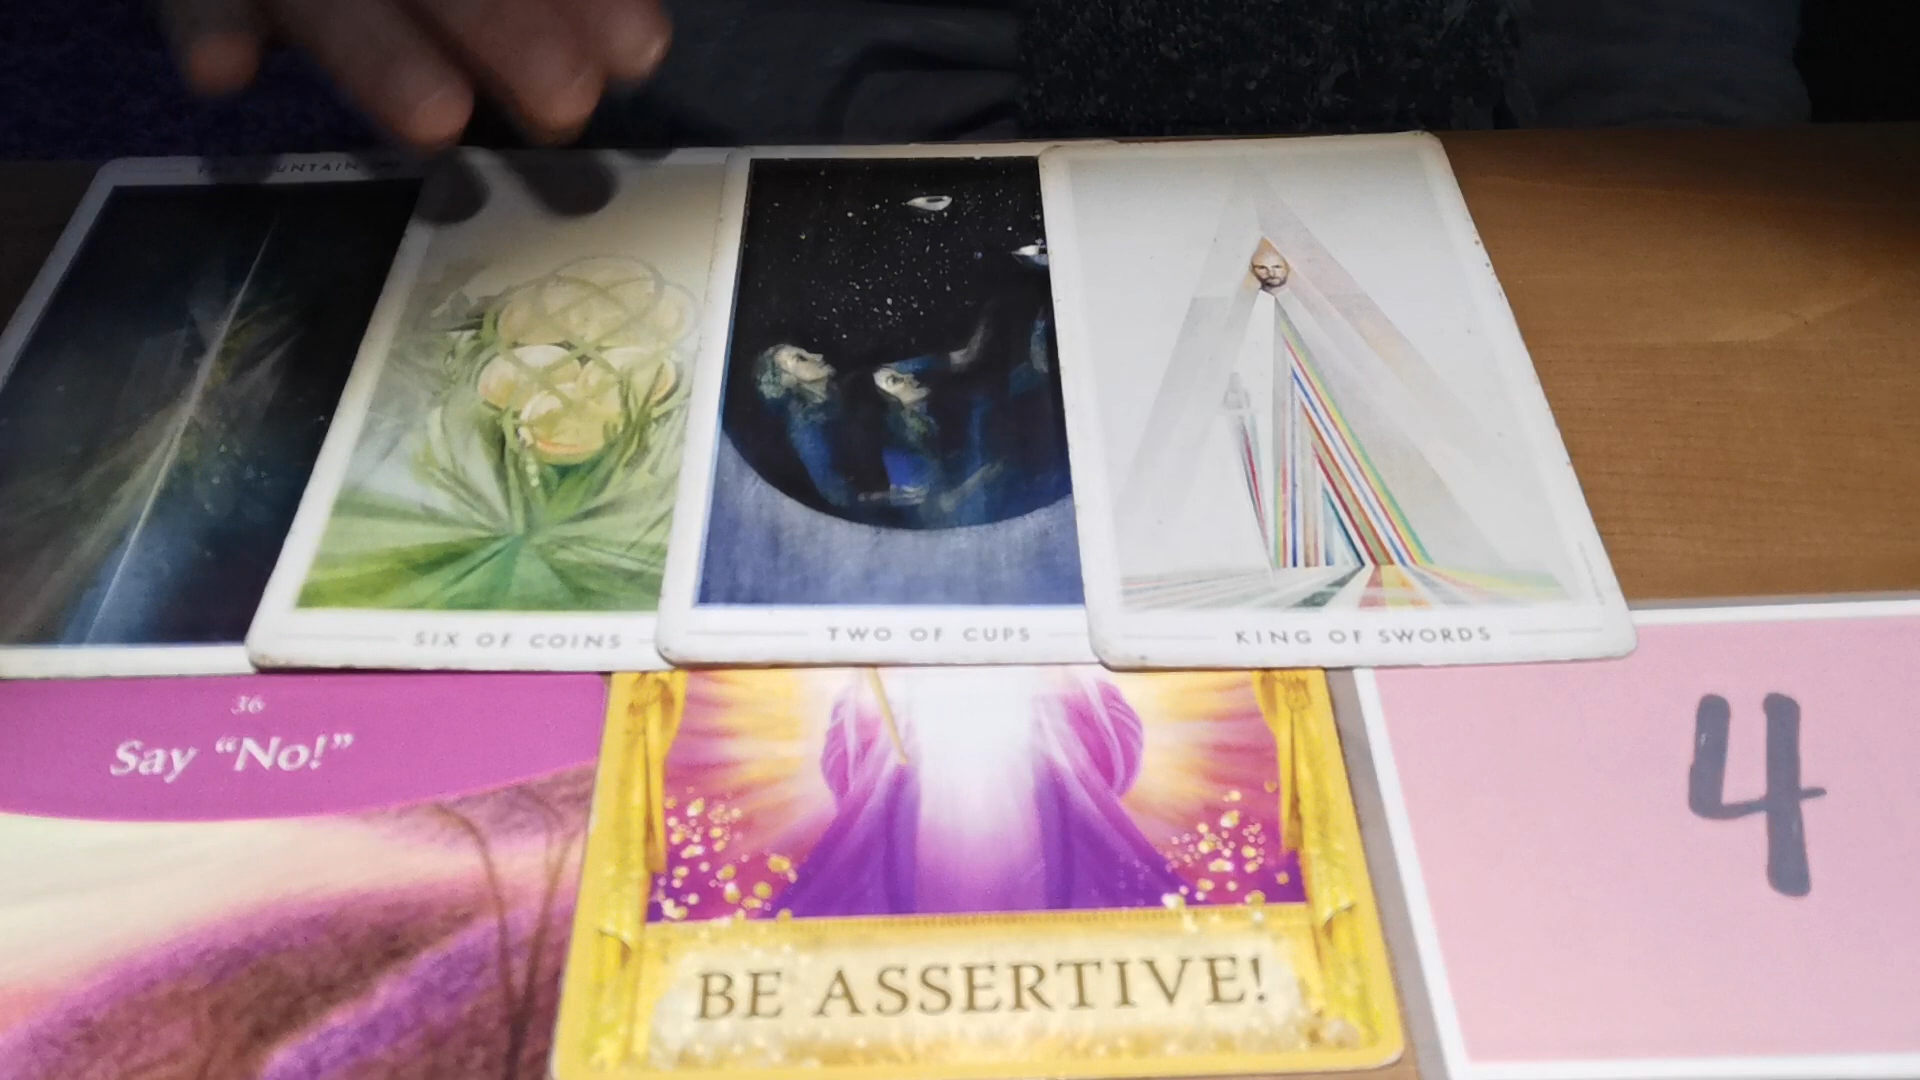 SIX OF COINS
TWO OF CUPS
KING OF SWORDS
36
Say “No!”
BE ASSERTIVE!
4